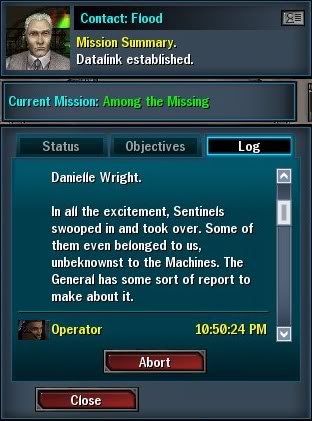 Contact: Flood
Mission Summary.
Datalink established.
Current Mission: Among the Missing
Status
Objectives
Log
Danielle Wright.
In all the excitement, Sentinels
swooped in and took over. Some of
them even belonged to us,
unbeknownst to the Machines. The
General has some sort of report to
make about it.
Operator
10:50:24 PM
Abort
Close